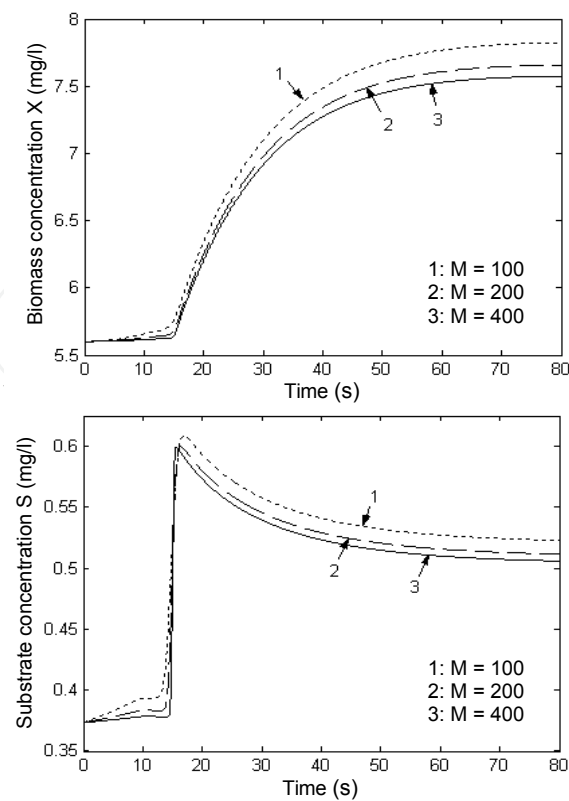 8
7.5
7
6.5
6
5.5
Biomass concentration X (mg/l)
1
2
3
1: M = 100
2: M = 200
3: M = 400
0 10 20 30 40 50 60 70 80
Time (s)
0.6
0.55
0.5
0.45
0.4
0.35
Substrate concentration S (mg/l)
1
2
3
1: M = 100
2: M = 200
3: M = 400
0 10 20 30 40 50 60 70 80
Time (s)